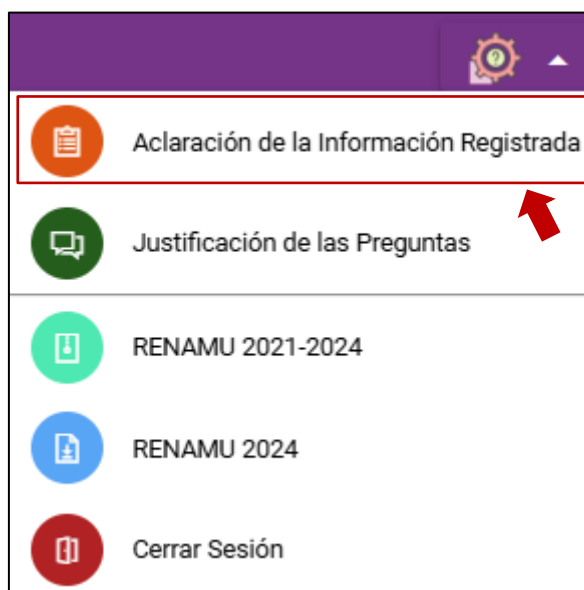 Aclaración de la Información Registrada
Justificación de las Preguntas
RENAMU 2021-2024
RENAMU 2024
Cerrar Sesión